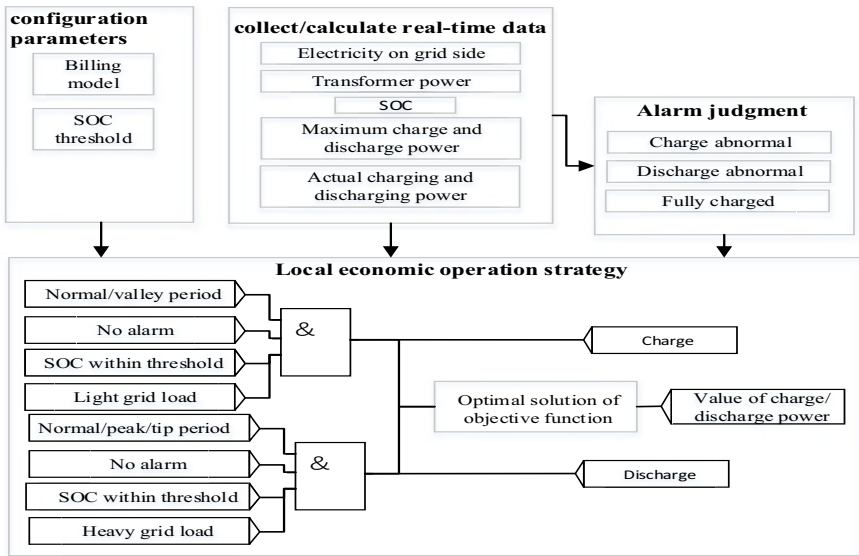 configuration
parameters
Billing
model
SOC
threshold
collect/calculate real-time data
Electricity on grid side
Transformer power
SOC
Maximum charge and
discharge power
Actual charging and
discharging power
Alarm judgment
Charge abnormal
Discharge abnormal
Fully charged
Local economic operation strategy
Normal/valley period
No alarm
SOC within threshold
Light grid load
&
Normal/peak/tip period
No alarm
SOC within threshold
Heavy grid load
&
Charge
Optimal solution of
objective function
Value of charge/
discharge power
Discharge